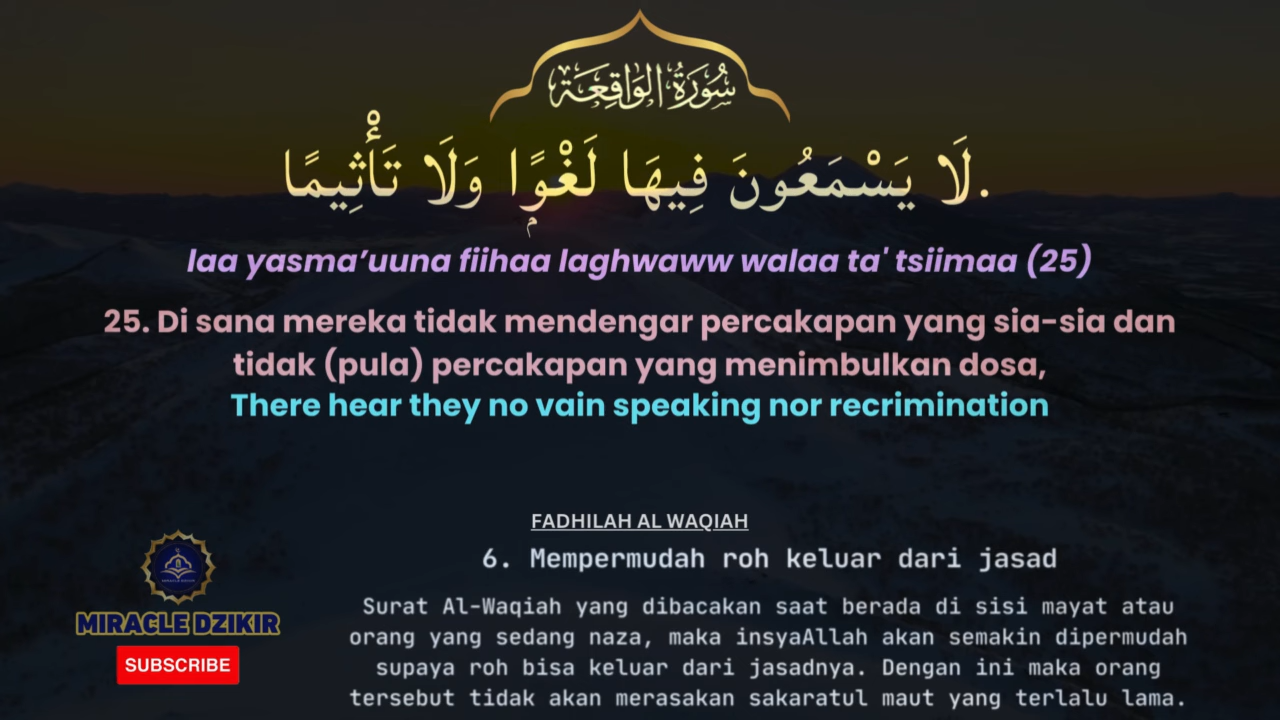 سُورَةُ الوَاقِعَة
لَا يَسْمَعُونَ فِيهَا لَغْوًۭا وَلَا تَأْثِيمًا.
laa yasma’uuna fiihaa laghwaww walaa ta' tsiimaa (25)
25. Di sana mereka tidak mendengar percakapan yang sia-sia dan
tidak (pula) percakapan yang menimbulkan dosa,
There hear they no vain speaking nor recrimination
FADHILAH AL WAQIAH
6. Mempermudah roh keluar dari jasad
Surat Al-Waqiah yang dibacakan saat berada di sisi mayat atau
orang yang sedang naza, maka insyaAllah akan semakin dipermudah
supaya roh bisa keluar dari jasadnya. Dengan ini maka orang
tersebut tidak akan merasakan sakaratul maut yang terlalu lama.
MIRACLE DZIKIR
MIRACLE DZIKIR
SUBSCRIBE